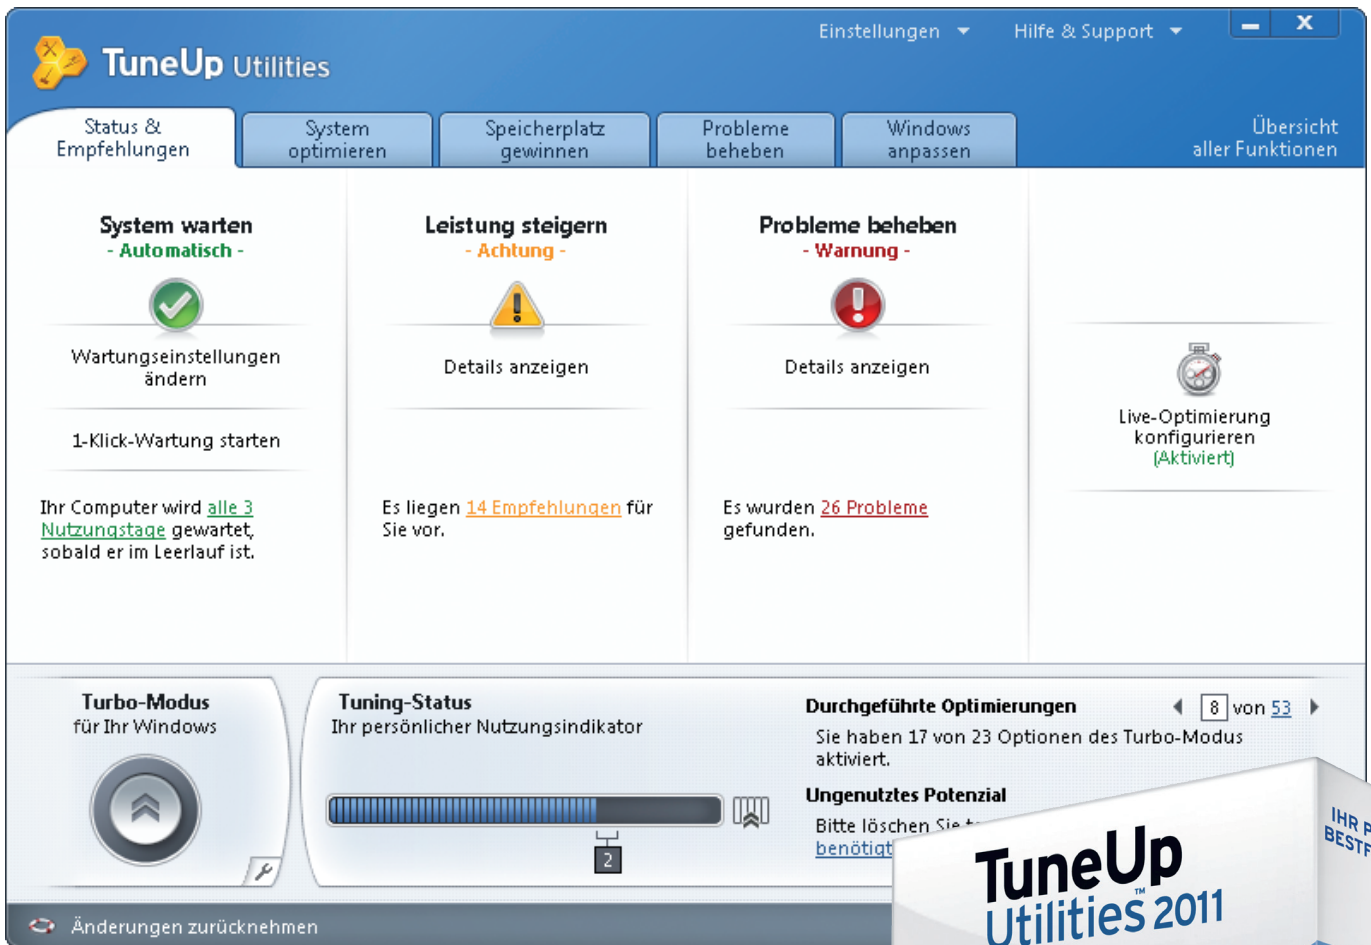 Einstellungen
Hilfe & Support
X
TuneUp Utilities
Status &
Empfehlungen
System
optimieren
Speicherplatz
gewinnen
Probleme
beheben
Windows
anpassen
Übersicht
aller Funktionen
System warten
- Automatisch -
Wartungseinstellungen
ändern
1-Klick-Wartung starten
Ihr Computer wird alle 3
Nutzungstage gewartet,
sobald er im Leerlauf ist.
Leistung steigern
- Achtung -
Details anzeigen
Es liegen 14 Empfehlungen für
Sie vor.
Probleme beheben
- Warnung -
Details anzeigen
Es wurden 26 Probleme
gefunden.
Live-Optimierung
konfigurieren
(Aktiviert)
Turbo-Modus
für Ihr Windows
Tuning-Status
Ihr persönlicher Nutzungsindikator
2
Durchgeführte Optimierungen
8 von 53
Sie haben 17 von 23 Optionen des Turbo-Modus
aktiviert.
Ungenutztes Potenzial
Bitte löschen Sie
benötigt
Änderungen zurücknehmen
TuneUp
Utilities™ 2011
IHR